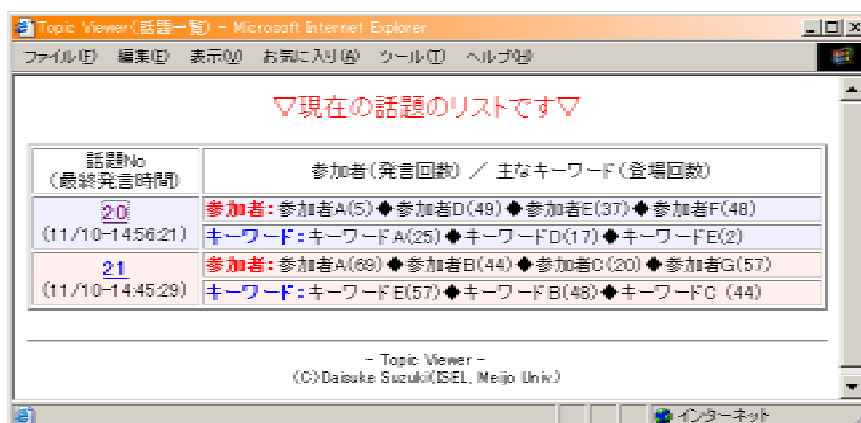 Topic Viewer(話題一覧) - Microsoft Internet Explorer
ファイル(F) 編集(E) 表示(V) お気に入り(A) ツール(T) ヘルプ(H)
▽現在の話題のリストです▽
話題No
(最終発言時間)
参加者(発言回数) ／ 主なキーワード(登場回数)
20
(11/10-14:56:21)
参加者:参加者A(5)◆参加者D(49)◆参加者E(37)◆参加者F(48)
キーワード:キーワードA(25)◆キーワードD(17)◆キーワードE(2)
21
(11/10-14:45:29)
参加者:参加者A(69)◆参加者B(44)◆参加者C(20)◆参加者G(57)
キーワード:キーワードE(57)◆キーワードB(48)◆キーワードC (44)
- Topic Viewer -
(C)Daisuke Suzuki(ISEL, Meijo Univ.)
インターネット